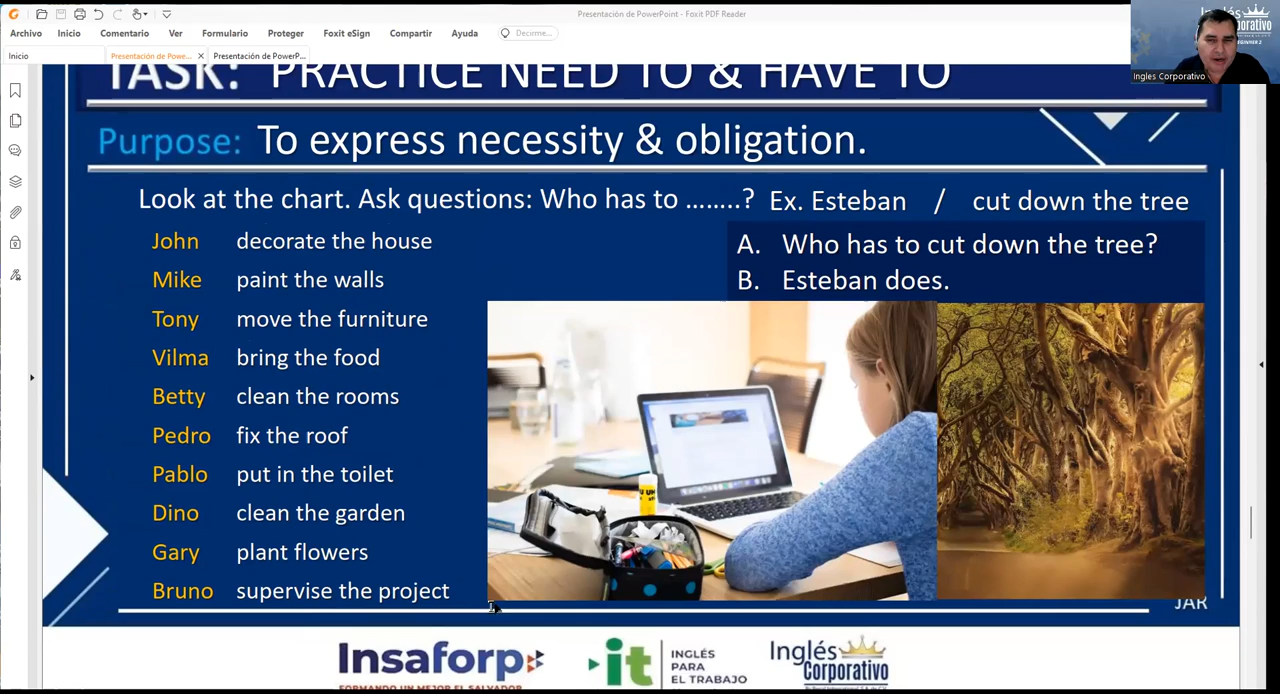 Presentación de PowerPoint - Foxit PDF Reader
Archivo Inicio Comentario Ver Formulario Proteger Foxit eSign Compartir Ayuda Decirme...
Inicio Presentación de Powe... Presentación de PowerP...
Inglés
Corporativo
BEGINNER 2
Ingles Corporativo
TASK: PRACTICE NEED TO & HAVE TO
Purpose: To express necessity & obligation.
Look at the chart. Ask questions: Who has to ........? Ex. Esteban / cut down the tree
A. Who has to cut down the tree?
B. Esteban does.
John decorate the house
Mike paint the walls
Tony move the furniture
Vilma bring the food
Betty clean the rooms
Pedro fix the roof
Pablo put in the toilet
Dino clean the garden
Gary plant flowers
Bruno supervise the project
JAR
Insaforp
FORMANDO UN MEJOR EL SALVADOR
it
INGLÉS
PARA
EL TRABAJO
Inglés
Corporativo